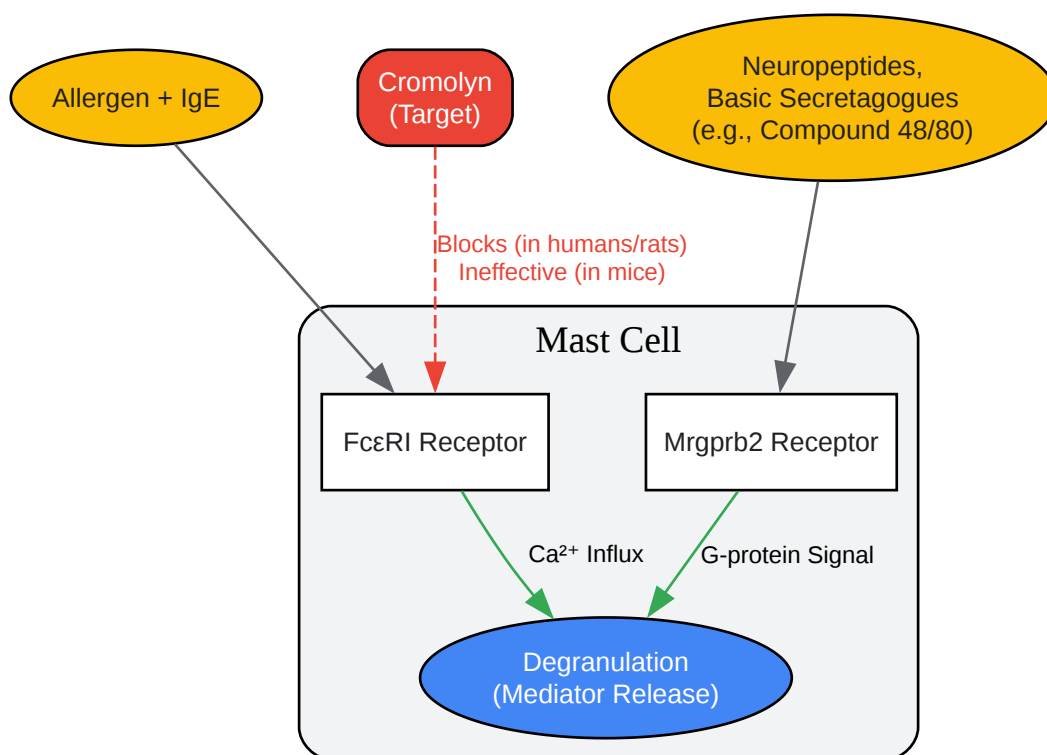 Allergen + IgE
Cromolyn
(Target)
Neuropeptides,
Basic Secretagogues
(e.g., Compound 48/80)
Blocks (in humans/rats)
Ineffective (in mice)
Mast Cell
FcεRI Receptor
Mrgprb2 Receptor
Ca²⁺ Influx
G-protein Signal
Degranulation
(Mediator Release)